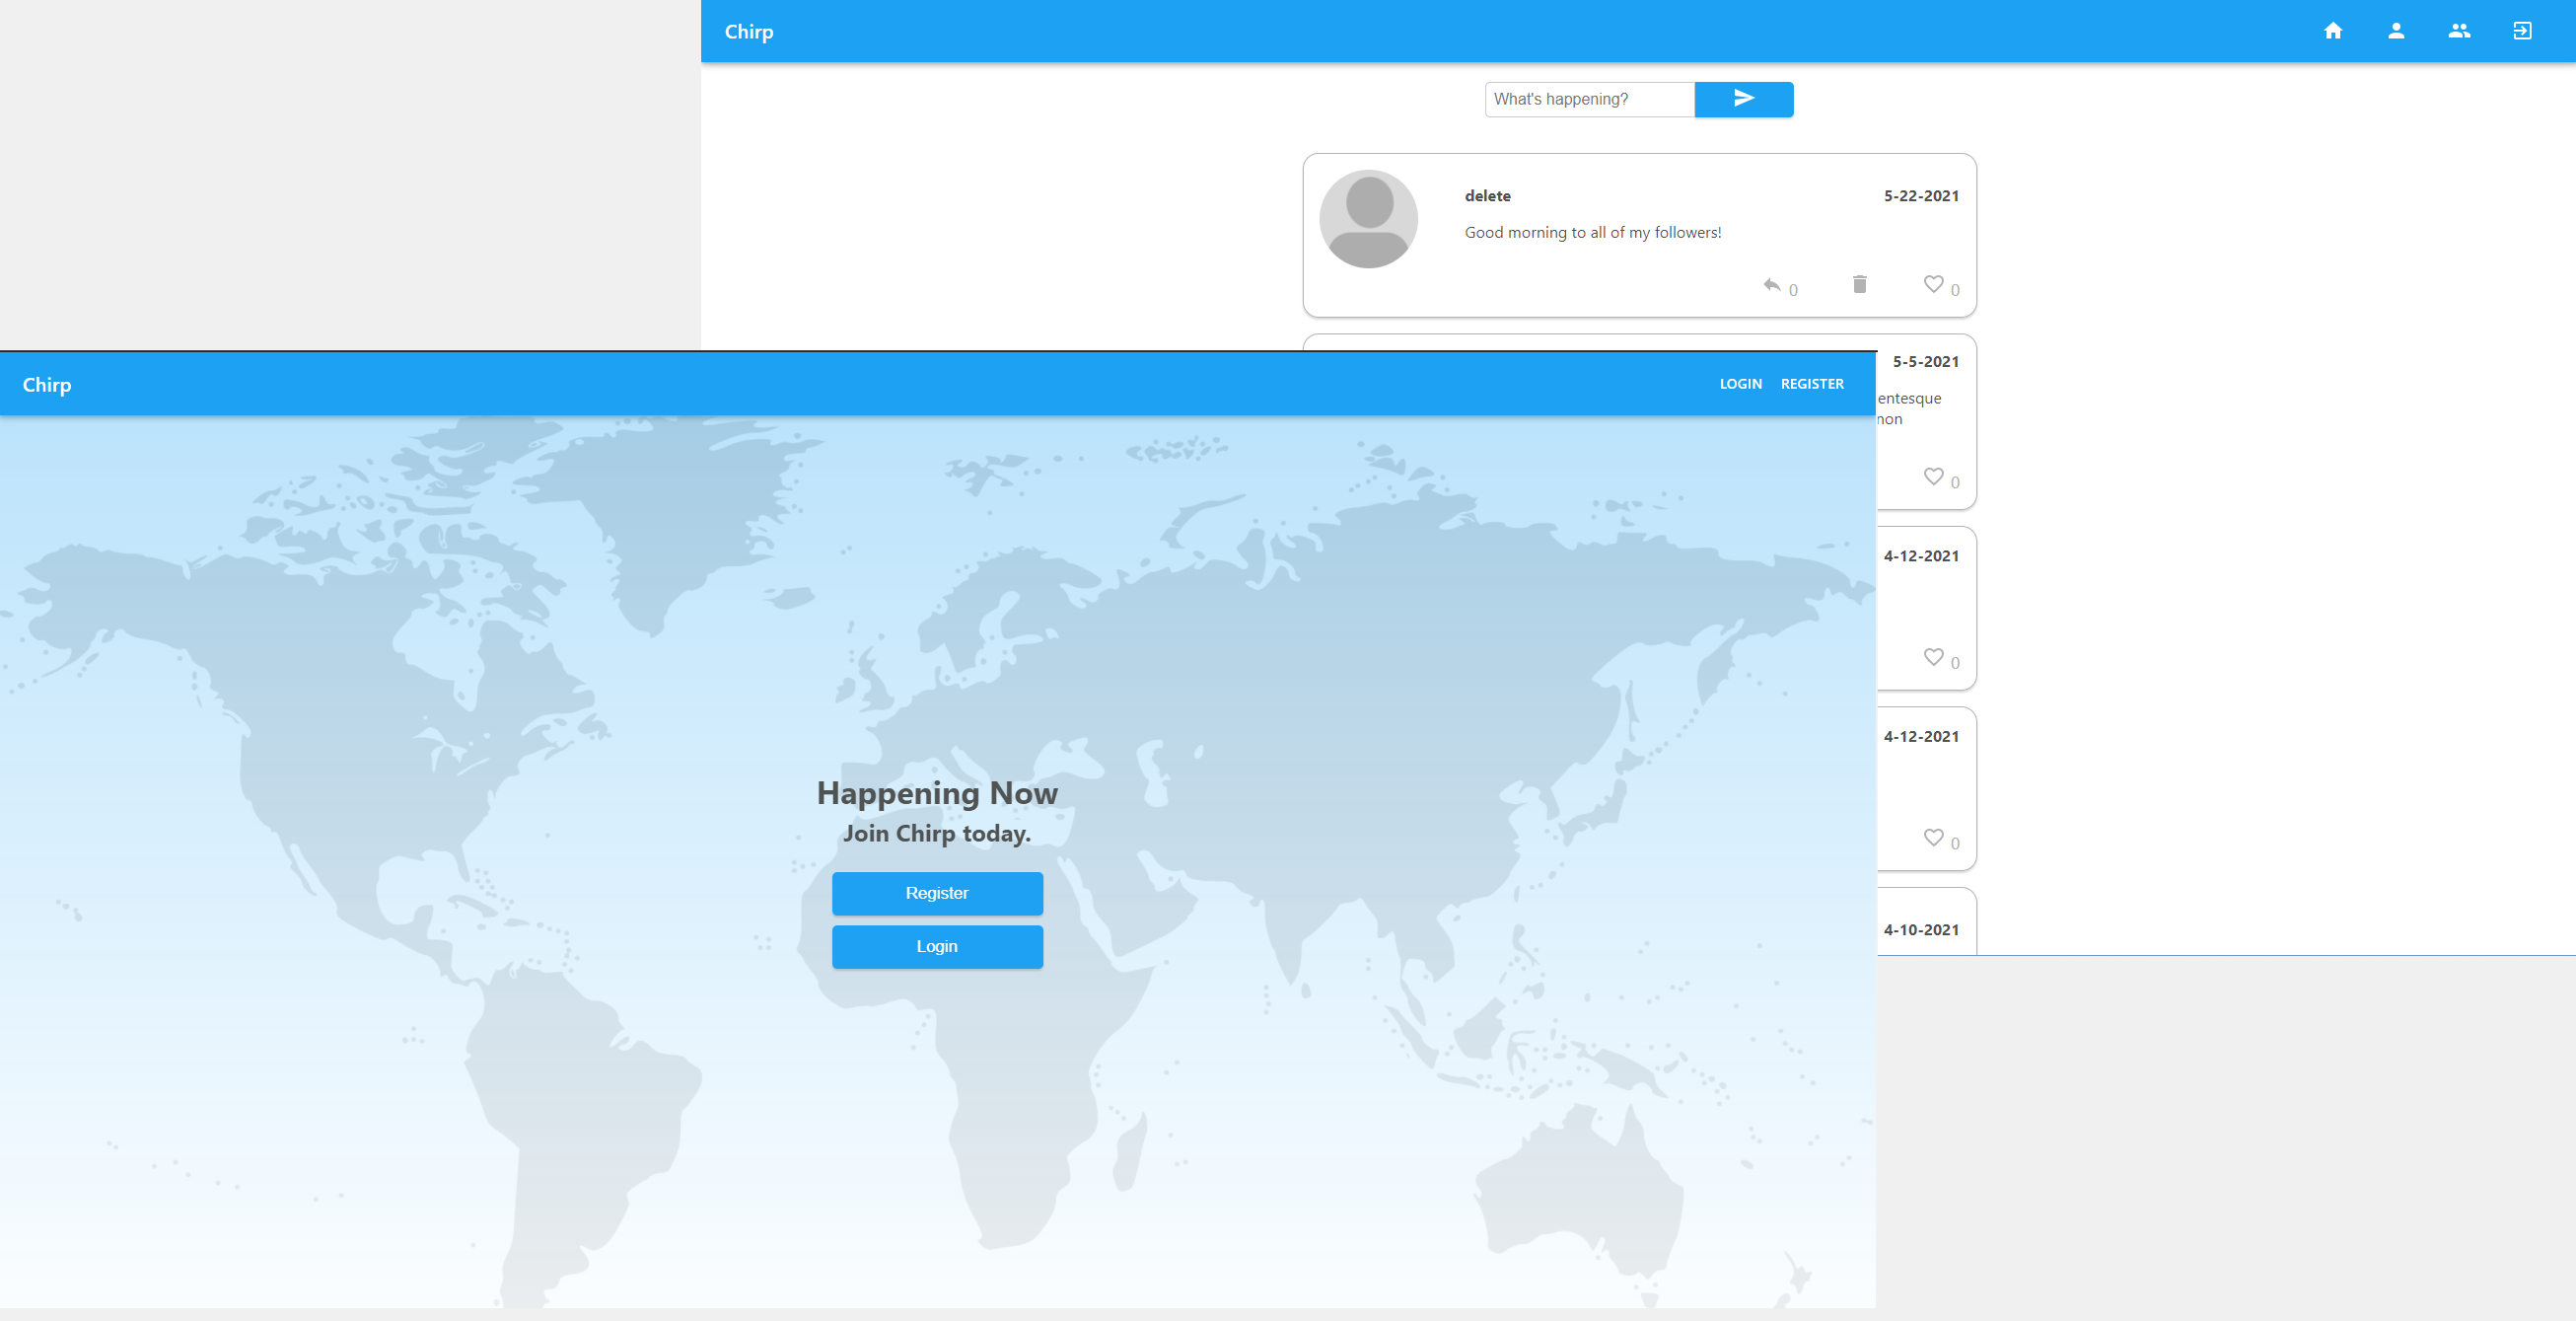 Chirp
What's happening?
delete 5-22-2021
Good morning to all of my followers!
0 0
5-5-2021
entesque
non
0
4-12-2021
0
4-12-2021
0
4-10-2021
Chirp LOGIN REGISTER
Happening Now
Join Chirp today.
Register
Login